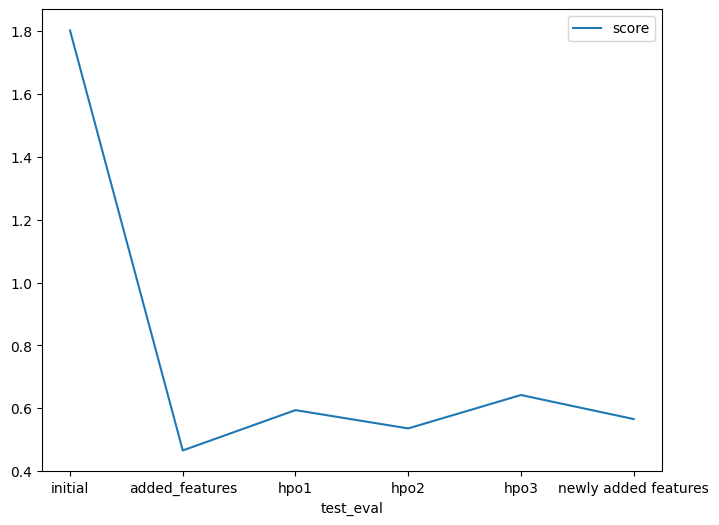 score
1.8
1.6
1.4
1.2
1.0
0.8
0.6
0.4
initial added_features hpo1 hpo2 hpo3 newly added features
test_eval